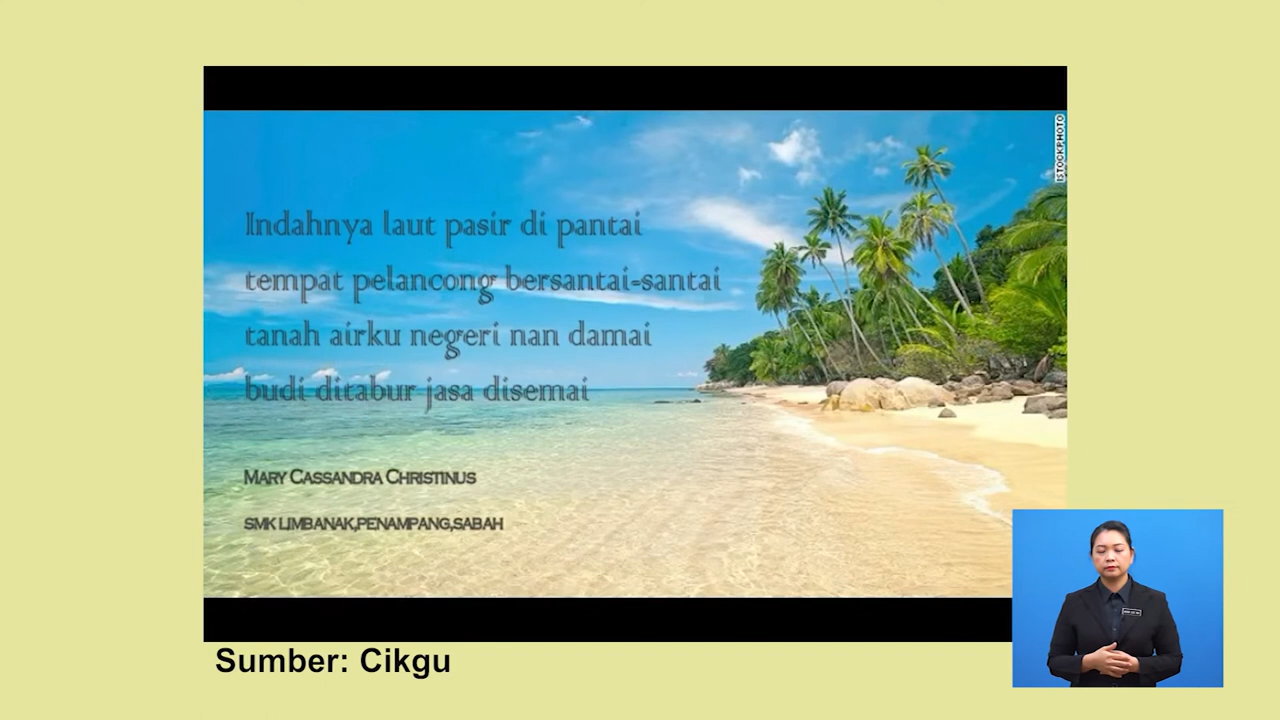 ISTOCKPHOTO
Indahnya laut pasir di pantai
tempat pelancong bersantai-santai
tanah airku negeri nan damai
budi ditabur jasa disemai
MARY CASSANDRA CHRISTINUS
SMK LIMBANAK,PENAMPANG,SABAH
Sumber: Cikgu